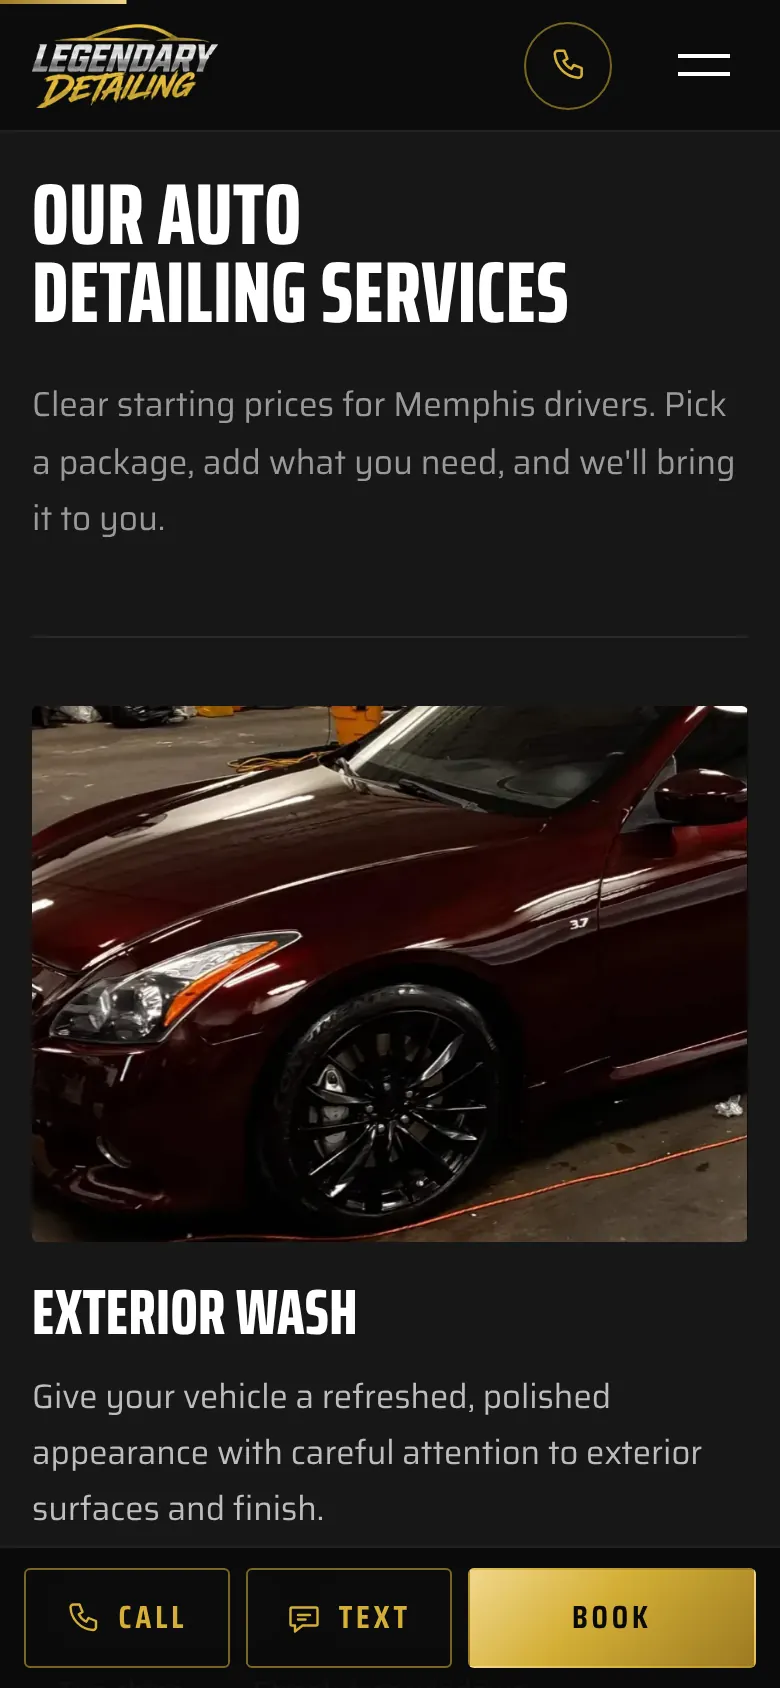 LEGENDARY
DETAILING
OUR AUTO
DETAILING SERVICES
Clear starting prices for Memphis drivers. Pick
a package, add what you need, and we'll bring
it to you.
3.7
EXTERIOR WASH
Give your vehicle a refreshed, polished
appearance with careful attention to exterior
surfaces and finish.
CALL
TEXT
BOOK